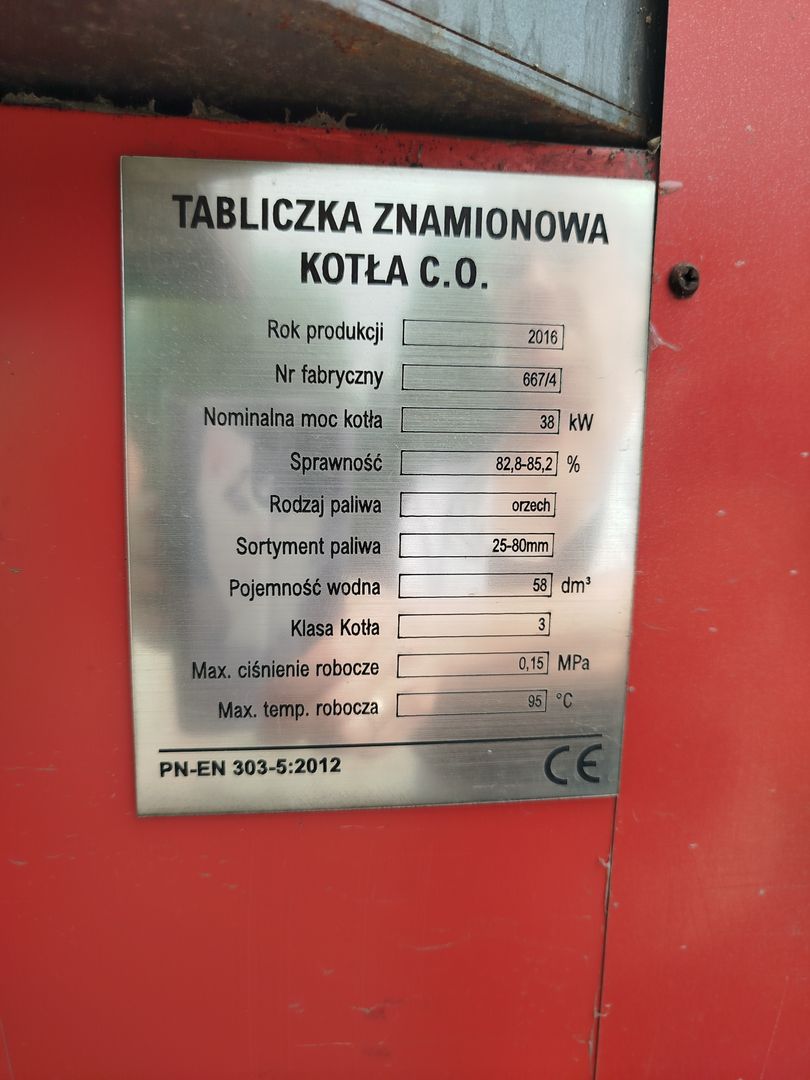 TABLICZKA ZNAMIONOWA
KOTŁA C.O.
Rok produkcji 2016
Nr fabryczny 667/4
Nominalna moc kotła 38 kW
Sprawność 82,8-85,2 %
Rodzaj paliwa orzech
Sortyment paliwa 25-80mm
Pojemność wodna 58 dm³
Klasa Kotła 3
Max. ciśnienie robocze 0,15 MPa
Max. temp. robocza 95 °C
PN-EN 303-5:2012 CE